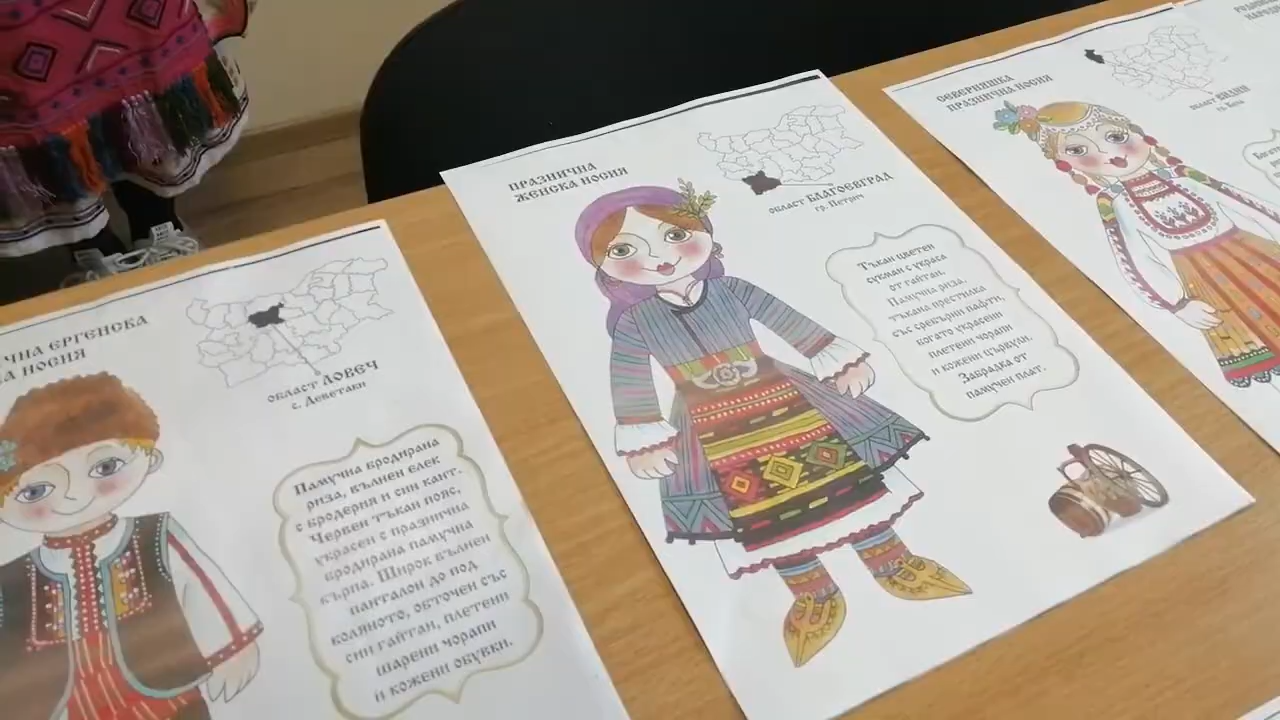 ЧНА ЕРГЕНСКА
А НОСИЯ
ОБЛАСТ ЛОВЕЧ
с. Деветаки
Памучна бродирана
риза, вълнен елек
с бродерия и син кант.
Червен тъкан пояс,
украсен с празнична
бродирана памучна
кърпа. Широк вълнен
панталон до под
коляното, обточен със
син гайтан, плетени
шарени чорапи
и кожени обувки.
ПРАЗНИЧНА
ЖЕНСКА НОСИЯ
ОБЛАСТ БЛАГОЕВГРАД
гр. Петрич
Тъкан цветен
сукман с украса
от гайтан.
Памучна риза,
тъкана престилка
със сребърни пафти,
богато украсени
плетени чорапи
и кожени цървули.
Забрадка от
памучен плат.
СЕВЕРНЯШКА
ПРАЗНИЧНА НОСИЯ
ОБЛАСТ ВИДИН